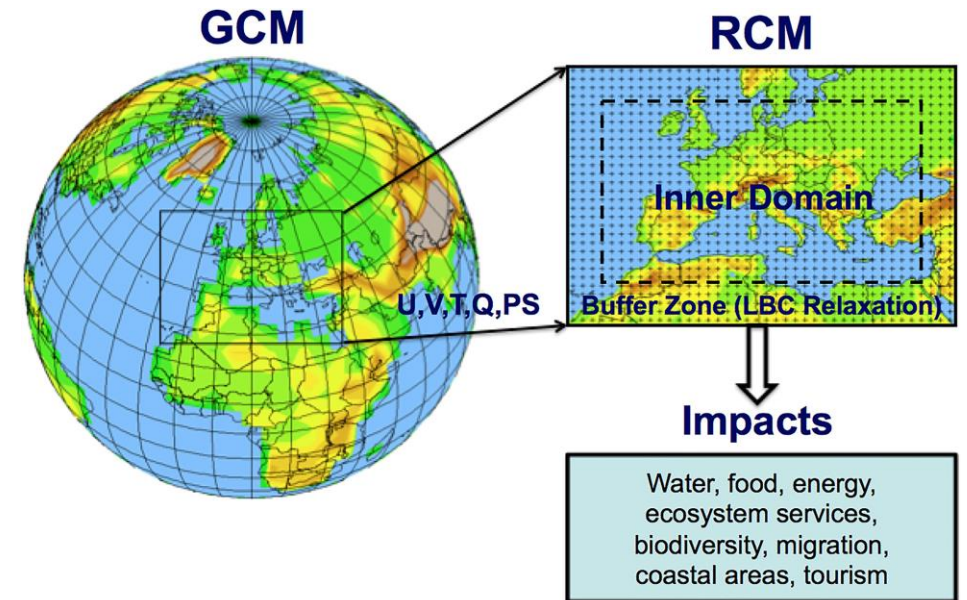 GCM
RCM
Inner Domain
U,V,T,Q,PS
Buffer Zone (LBC Relaxation)
Impacts
Water, food, energy,
ecosystem services,
biodiversity, migration,
coastal areas, tourism